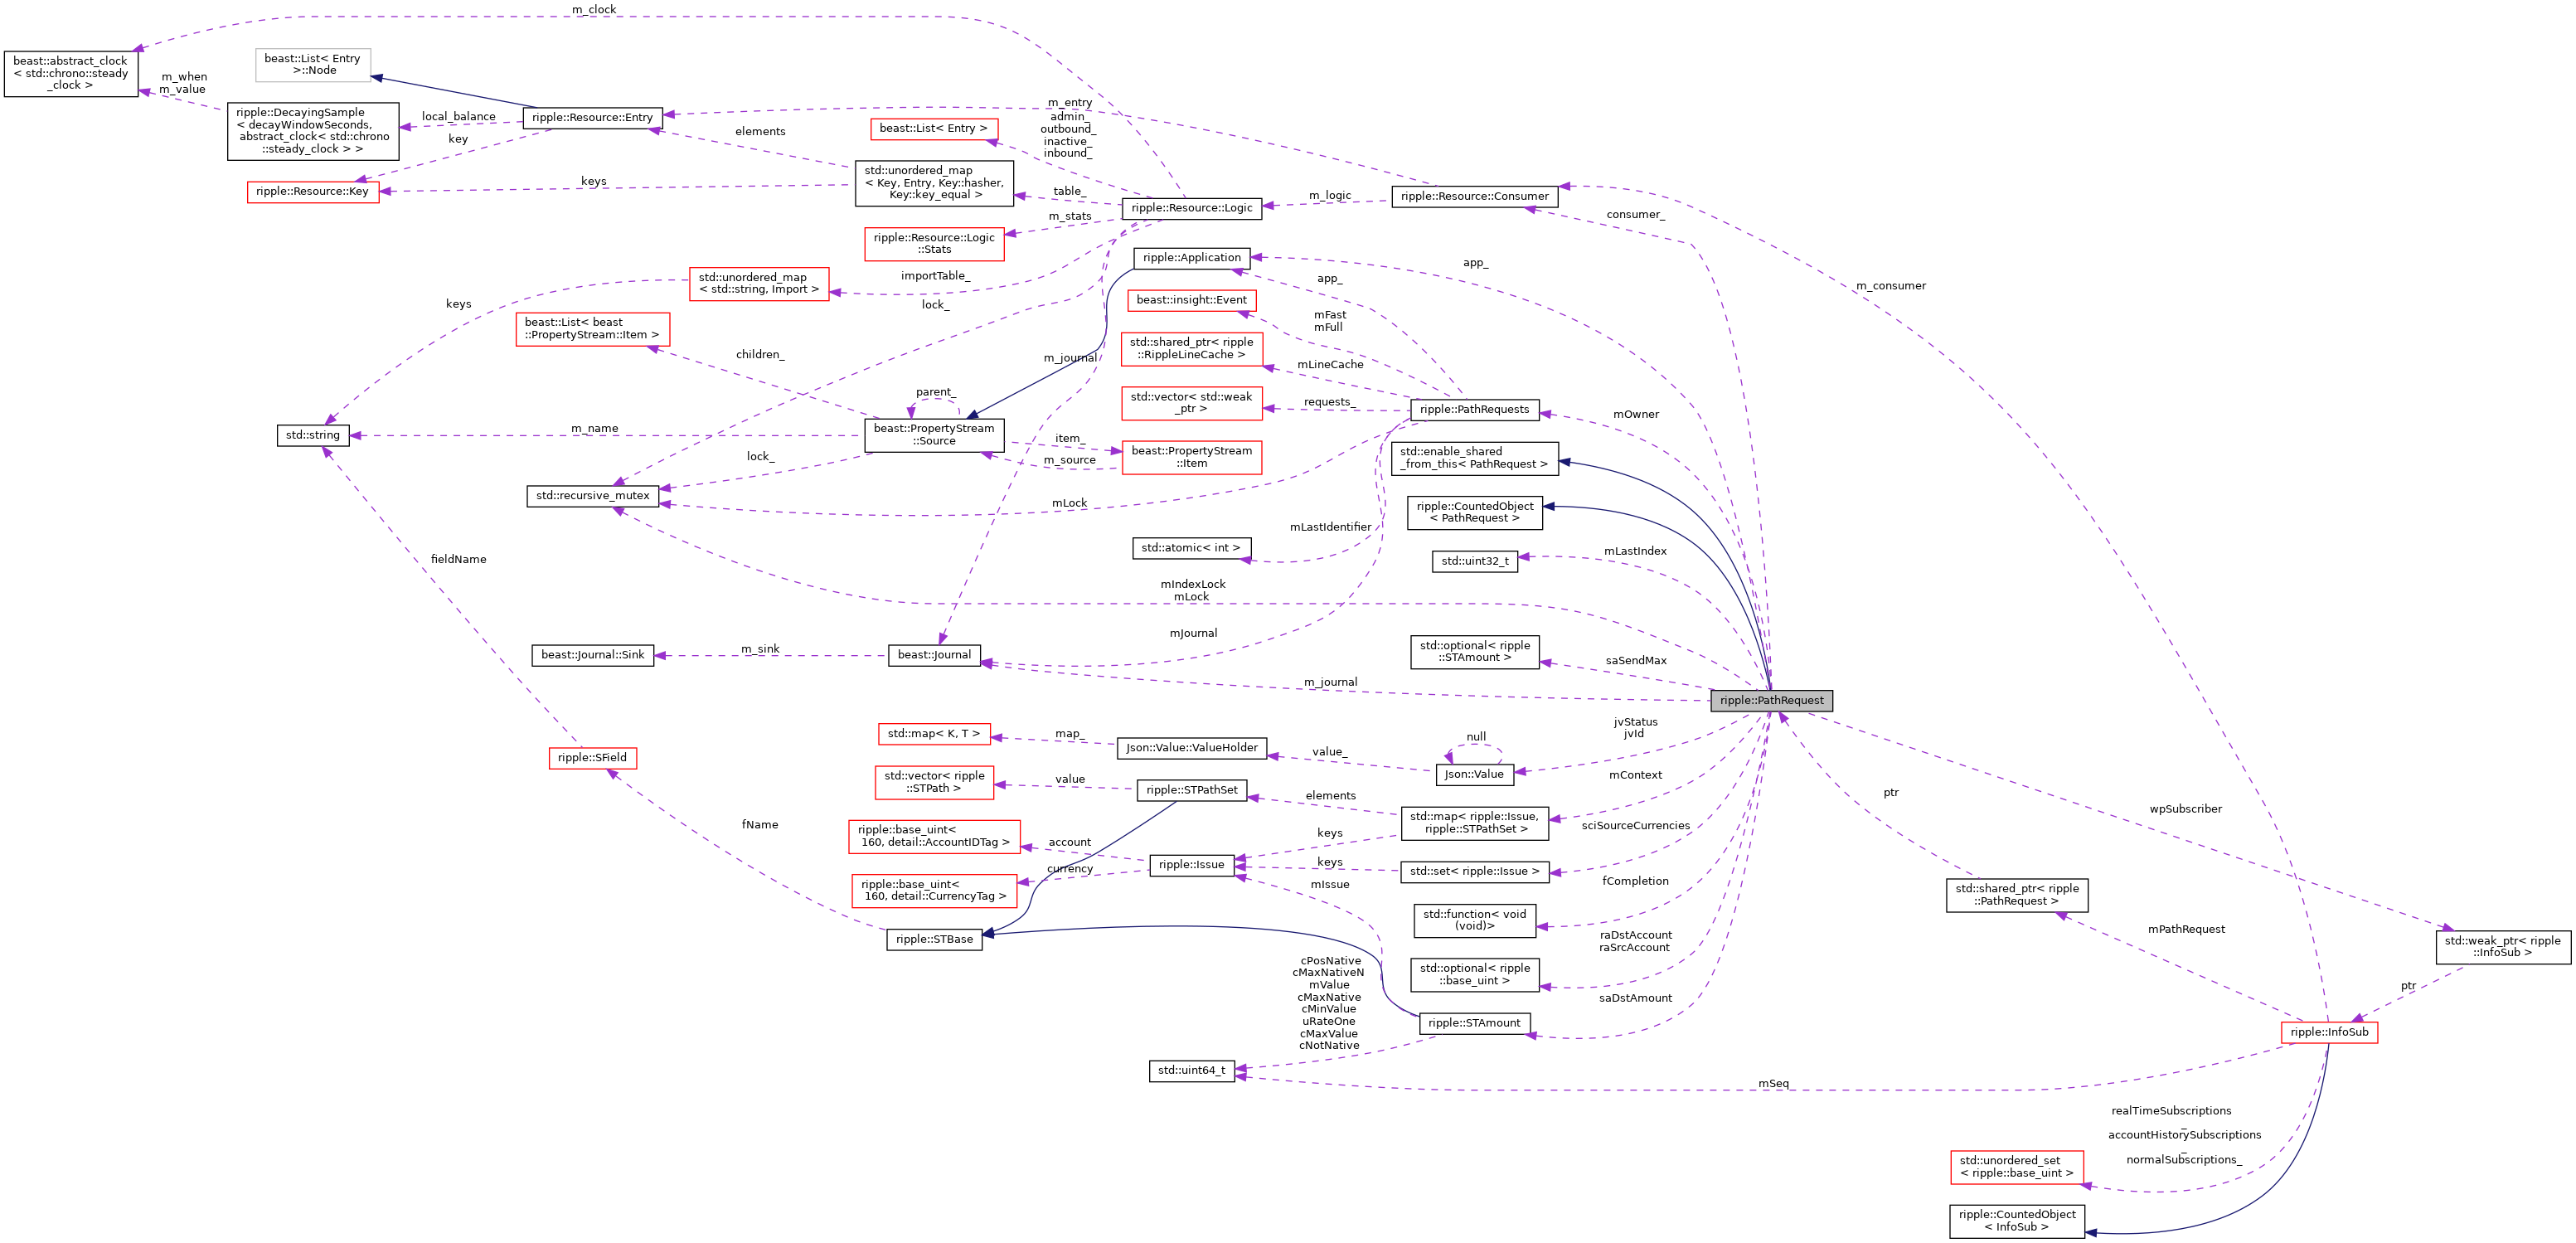 m_clock
beast::abstract_clock
< std::chrono::steady
_clock >
m_when
m_value
beast::List< Entry
>::Node
ripple::DecayingSample
< decayWindowSeconds,
abstract_clock< std::chrono
::steady_clock > >
local_balance
key
ripple::Resource::Entry
ripple::Resource::Key
keys
elements
beast::List< Entry >
std::unordered_map
< Key, Entry, Key::hasher,
Key::key_equal >
m_entry
admin_
outbound_
inactive_
inbound_
table_
m_stats
ripple::Resource::Logic
m_logic
ripple::Resource::Consumer
consumer_
ripple::Resource::Logic
::Stats
ripple::Application
app_
app_
m_consumer
std::unordered_map
< std::string, Import >
importTable_
keys
lock_
beast::insight::Event
mFast
mFull
beast::List< beast
::PropertyStream::Item >
children_
m_journal
std::shared_ptr< ripple
::RippleLineCache >
mLineCache
std::vector< std::weak
_ptr >
requests_
ripple::PathRequests
mOwner
parent_
beast::PropertyStream
::Source
m_name
std::string
item_
m_source
beast::PropertyStream
::Item
lock_
std::recursive_mutex
mLock
std::enable_shared
_from_this< PathRequest >
ripple::CountedObject
< PathRequest >
mLastIdentifier
std::atomic< int >
std::uint32_t
mLastIndex
fieldName
mIndexLock
mLock
mJournal
beast::Journal::Sink
m_sink
beast::Journal
m_journal
std::optional< ripple
::STAmount >
saSendMax
ripple::PathRequest
std::map< K, T >
map_
Json::Value::ValueHolder
value_
null
Json::Value
jvStatus
jvId
ripple::SField
std::vector< ripple
::STPath >
value
ripple::STPathSet
elements
mContext
std::map< ripple::Issue,
ripple::STPathSet >
ptr
wpSubscriber
fName
ripple::base_uint<
160, detail::AccountIDTag >
account
keys
sciSourceCurrencies
ripple::Issue
currency
keys
std::set< ripple::Issue >
ripple::base_uint<
160, detail::CurrencyTag >
mIssue
fCompletion
std::shared_ptr< ripple
::PathRequest >
std::function< void
(void)>
ripple::STBase
raDstAccount
raSrcAccount
mPathRequest
std::weak_ptr< ripple
::InfoSub >
cPosNative
cMaxNativeN
mValue
cMaxNative
cMinValue
uRateOne
cMaxValue
cNotNative
std::optional< ripple
::base_uint >
saDstAmount
ptr
ripple::STAmount
ripple::InfoSub
std::uint64_t
mSeq
realTimeSubscriptions
_
accountHistorySubscriptions
_
normalSubscriptions_
std::unordered_set
< ripple::base_uint >
ripple::CountedObject
< InfoSub >